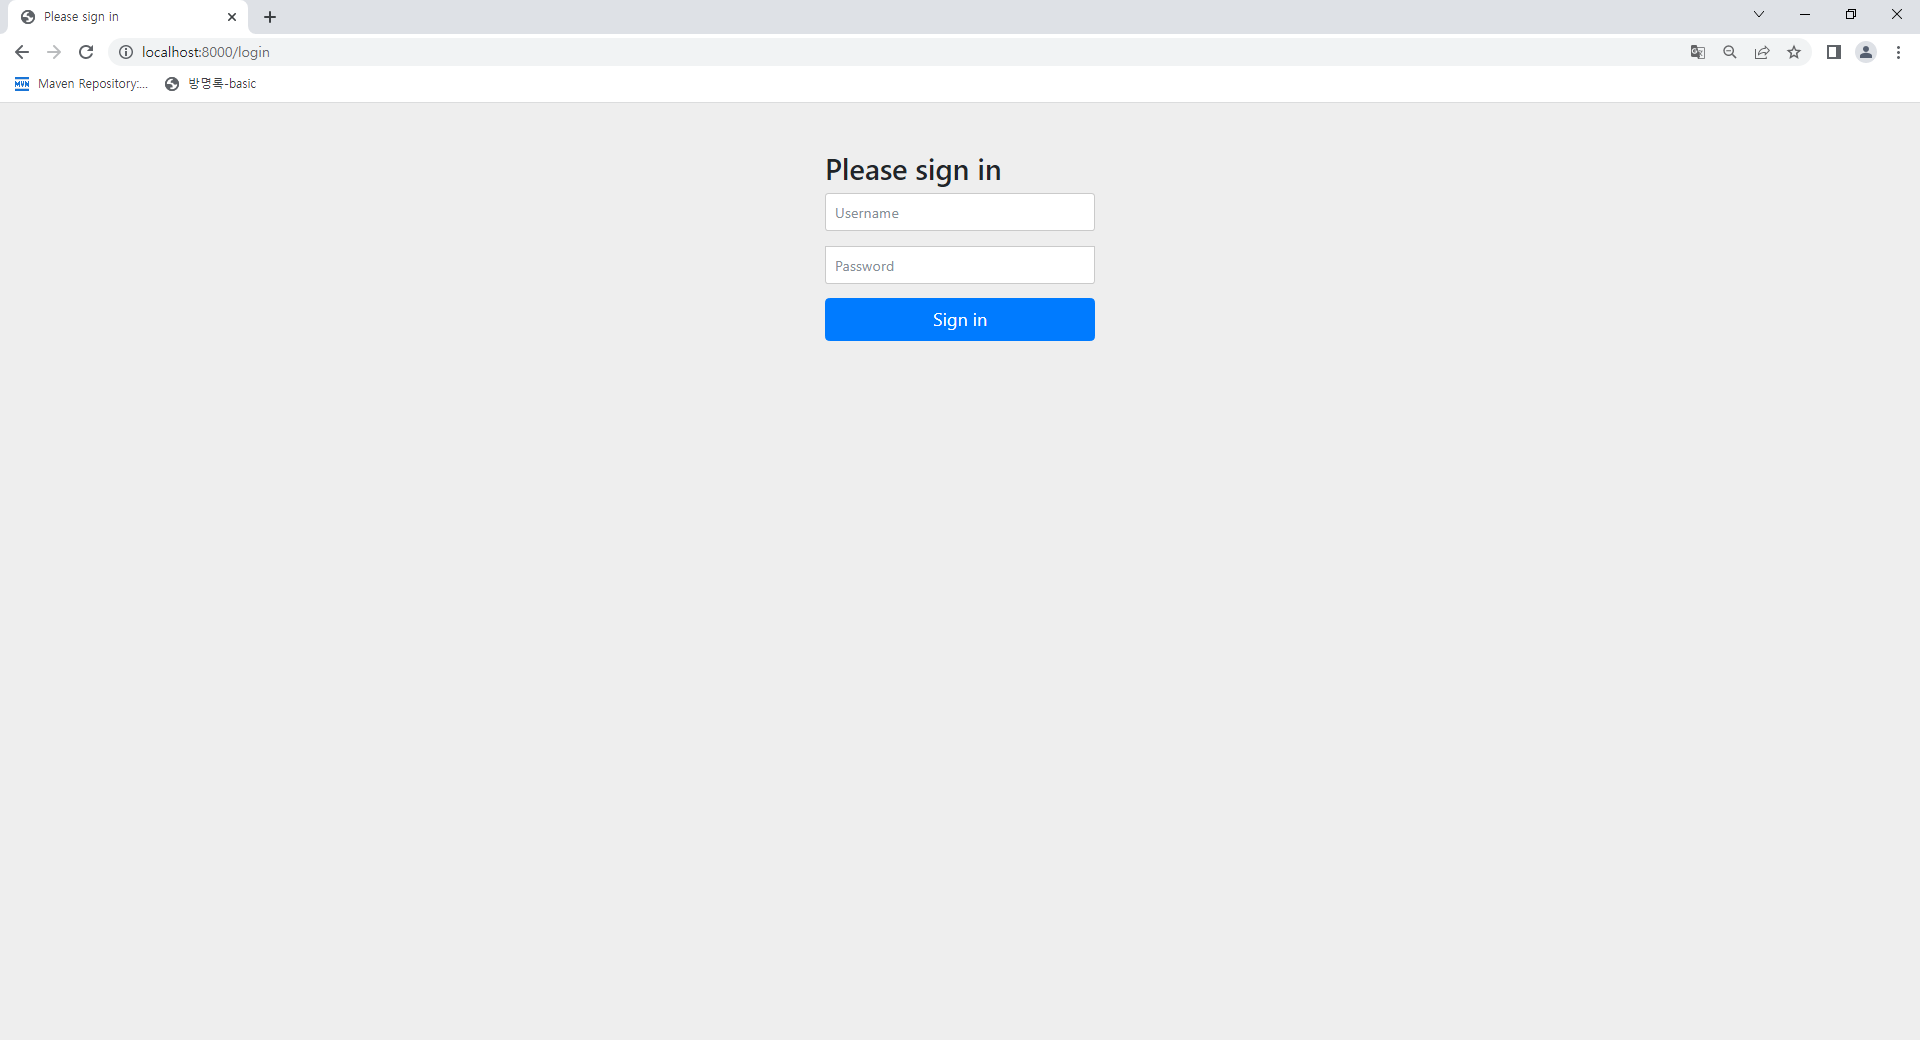 Please sign in
localhost:8000/login
MVN Maven Repository:... 방명록-basic
Please sign in
Username
Password
Sign in